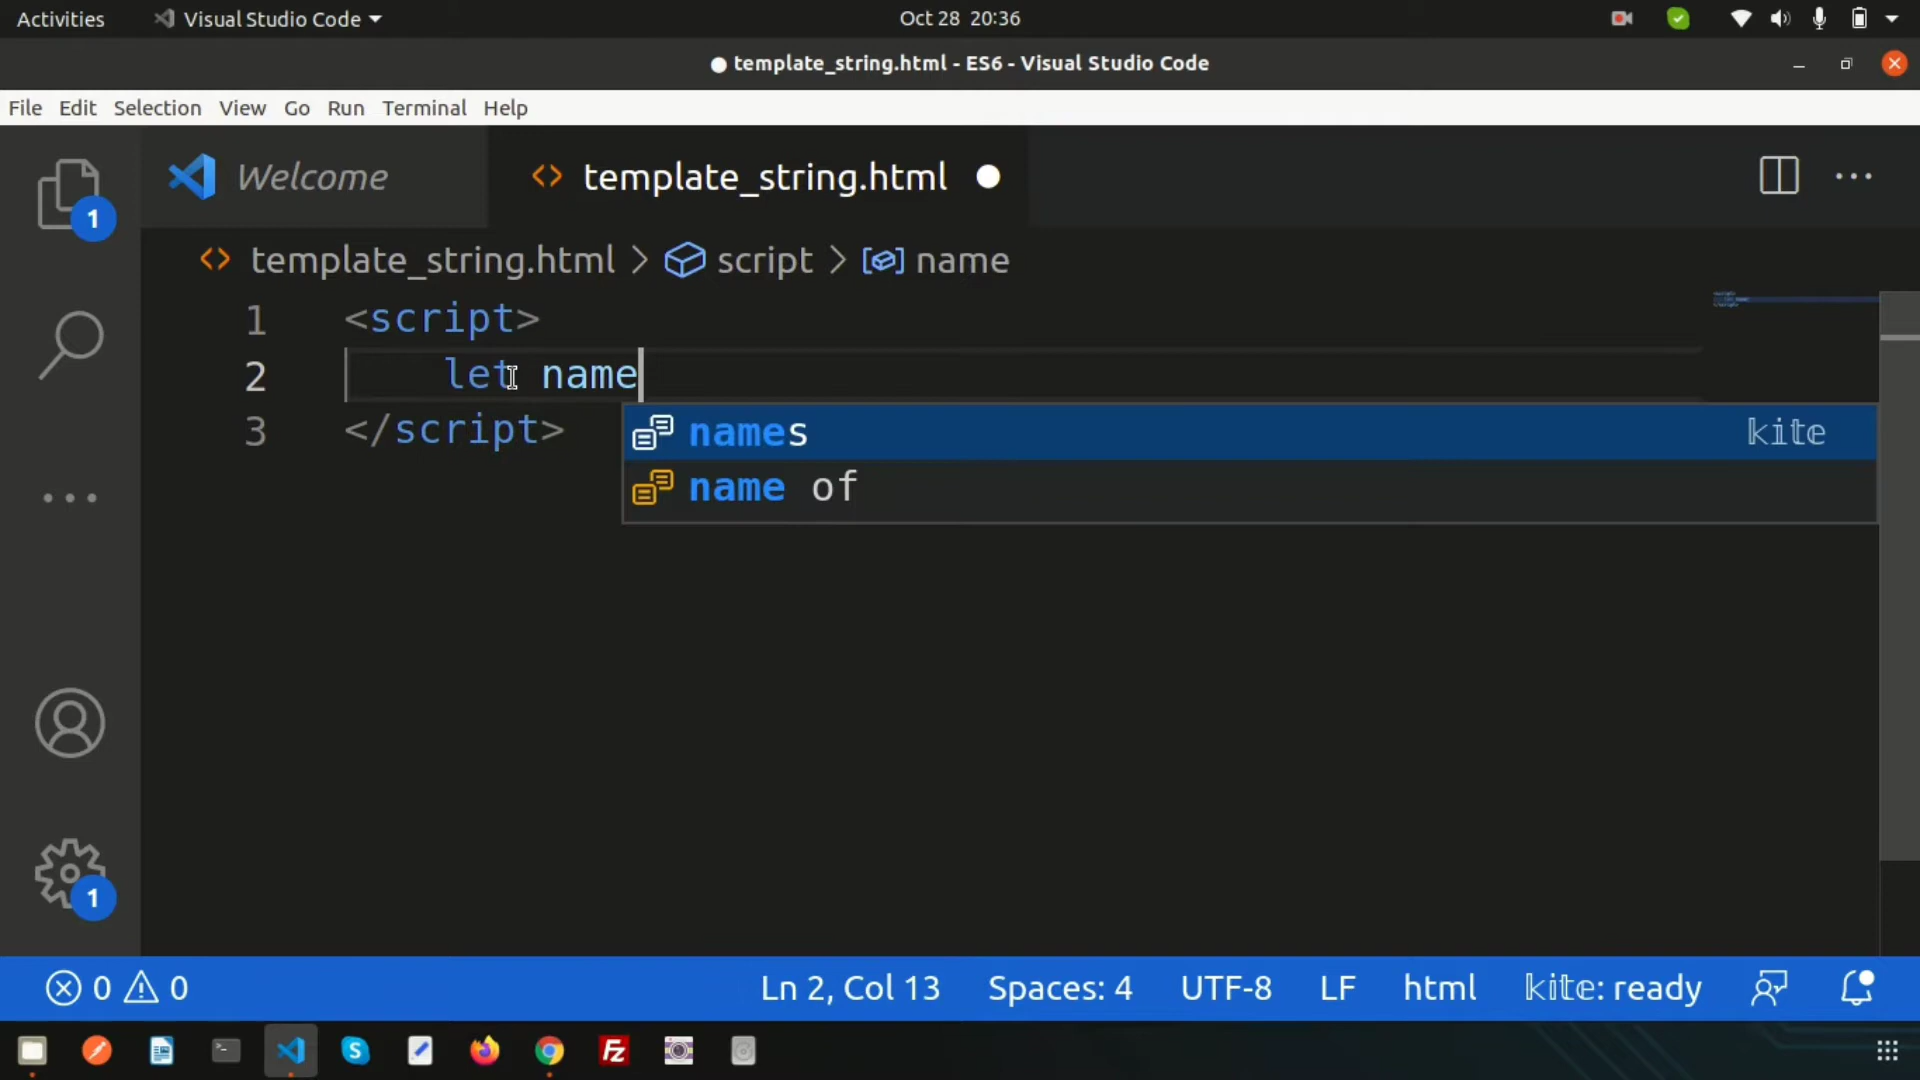 Activities Visual Studio Code Oct 28 20:36
● template_string.html - ES6 - Visual Studio Code
File Edit Selection View Go Run Terminal Help
Welcome template_string.html
template_string.html > script > name
1 <script>
2 let name
3 </script>
names kite
name of
1
1
0 0 Ln 2, Col 13 Spaces: 4 UTF-8 LF html kite: ready